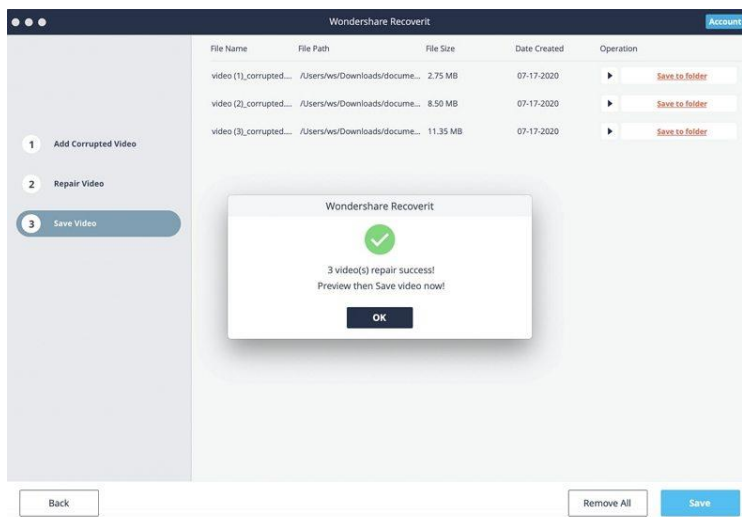 Wondershare Recoverit
Account
File Name File Path File Size Date Created Operation
video (1)_corrupted.... /Users/ws/Downloads/docume... 2.75 MB 07-17-2020 Save to folder
video (2)_corrupted.... /Users/ws/Downloads/docume... 8.50 MB 07-17-2020 Save to folder
video (3)_corrupted.... /Users/ws/Downloads/docume... 11.35 MB 07-17-2020 Save to folder
1 Add Corrupted Video
2 Repair Video
3 Save Video
Wondershare Recoverit
3 video(s) repair success!
Preview then Save video now!
OK
Back Remove All Save